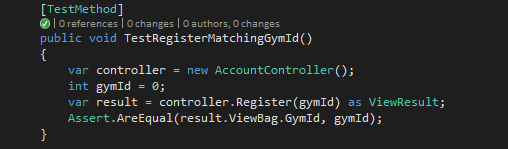 [TestMethod]
| 0 references | 0 changes | 0 authors, 0 changes
public void TestRegisterMatchingGymId()
{
    var controller = new AccountController();
    int gymId = 0;
    var result = controller.Register(gymId) as ViewResult;
    Assert.AreEqual(result.ViewBag.GymId, gymId);
}